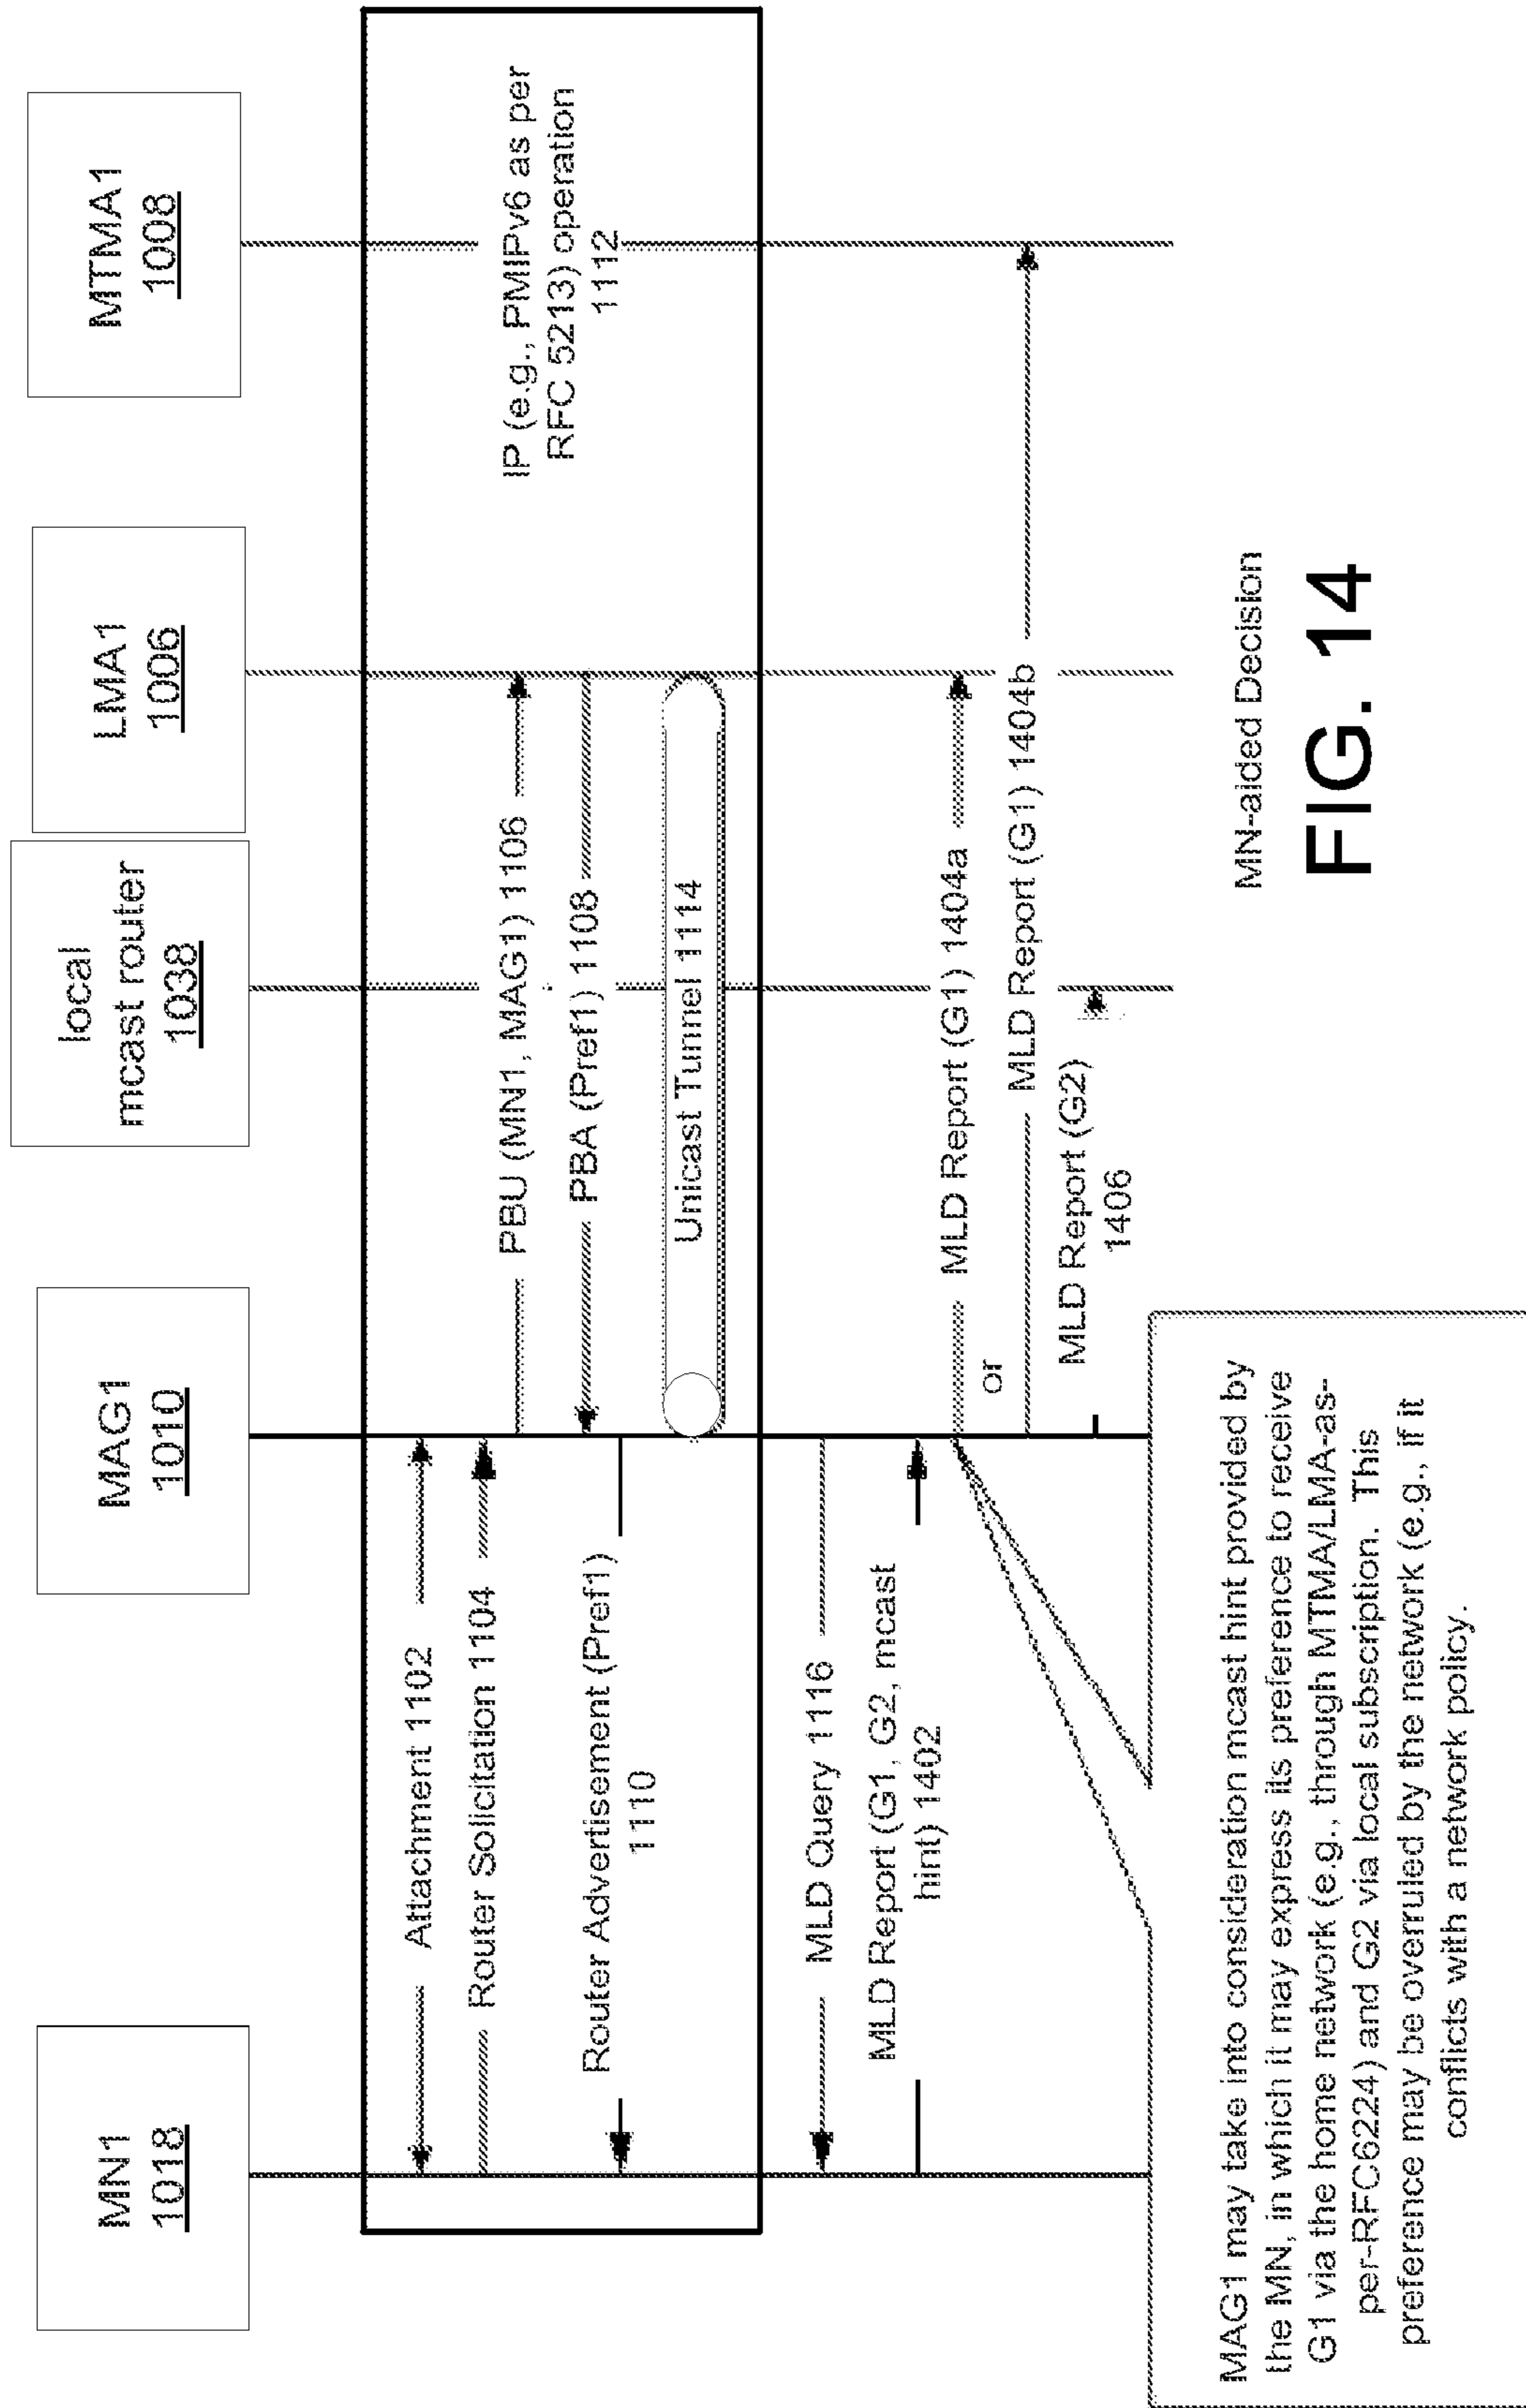 MN1
1018
MAG1
1010
local
mcast router
1038
LMA1
1006
MTMA1
1008
Attachment 1102
Router Solicitation 1104
PBU (MN1, MAG1) 1106
PBA (Pref1) 1108
Router Advertisement (Pref1)
1110
IP (e.g., PMIPv6 as per
RFC 5213) operation
1112
Unicast Tunnel 1114
MLD Query 1116
MLD Report (G1, G2, mcast
hint) 1402
MLD Report (G1) 1404a
or
MLD Report (G1) 1404b
MLD Report (G2)
1406
MAG1 may take into consideration mcast hint provided by
the MN, in which it may express its preference to receive
G1 via the home network (e.g., through MTMA/LMA-as-
per-RFC6224) and G2 via local subscription. This
preference may be overruled by the network (e.g., if it
conflicts with a network policy.
MN-aided Decision
FIG. 14